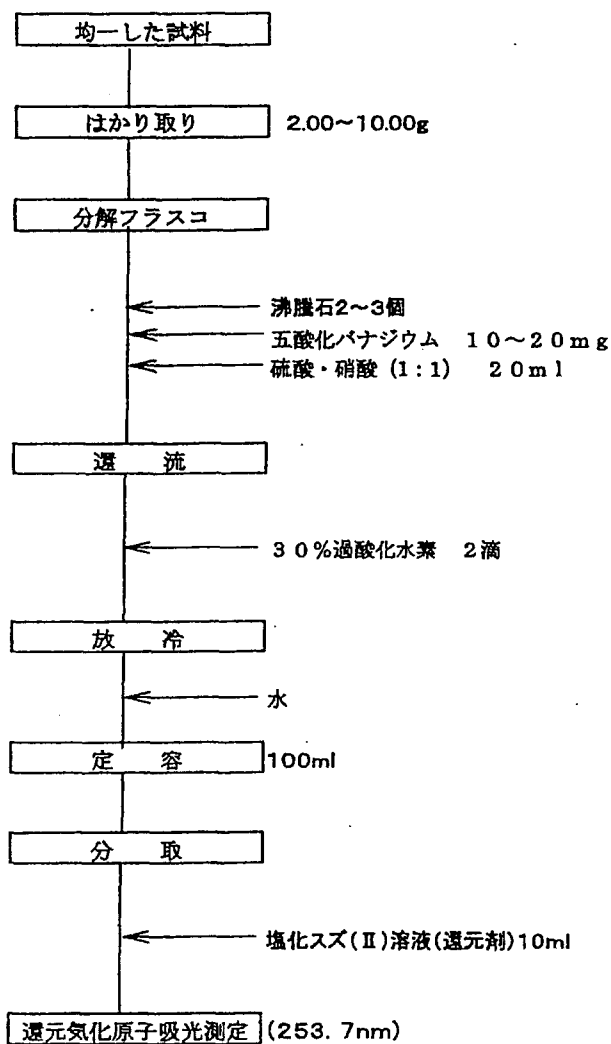 均一した試料
はかり取り 2.00~10.00g
分解フラスコ
沸騰石2~3個
五酸化バナジウム 10~20mg
硫酸・硝酸(1:1) 20ml
還 流
30%過酸化水素 2滴
放 冷
水
定 容 100ml
分 取
塩化スズ(Ⅱ)溶液(還元剤)10ml
還元気化原子吸光測定 (253.7nm)